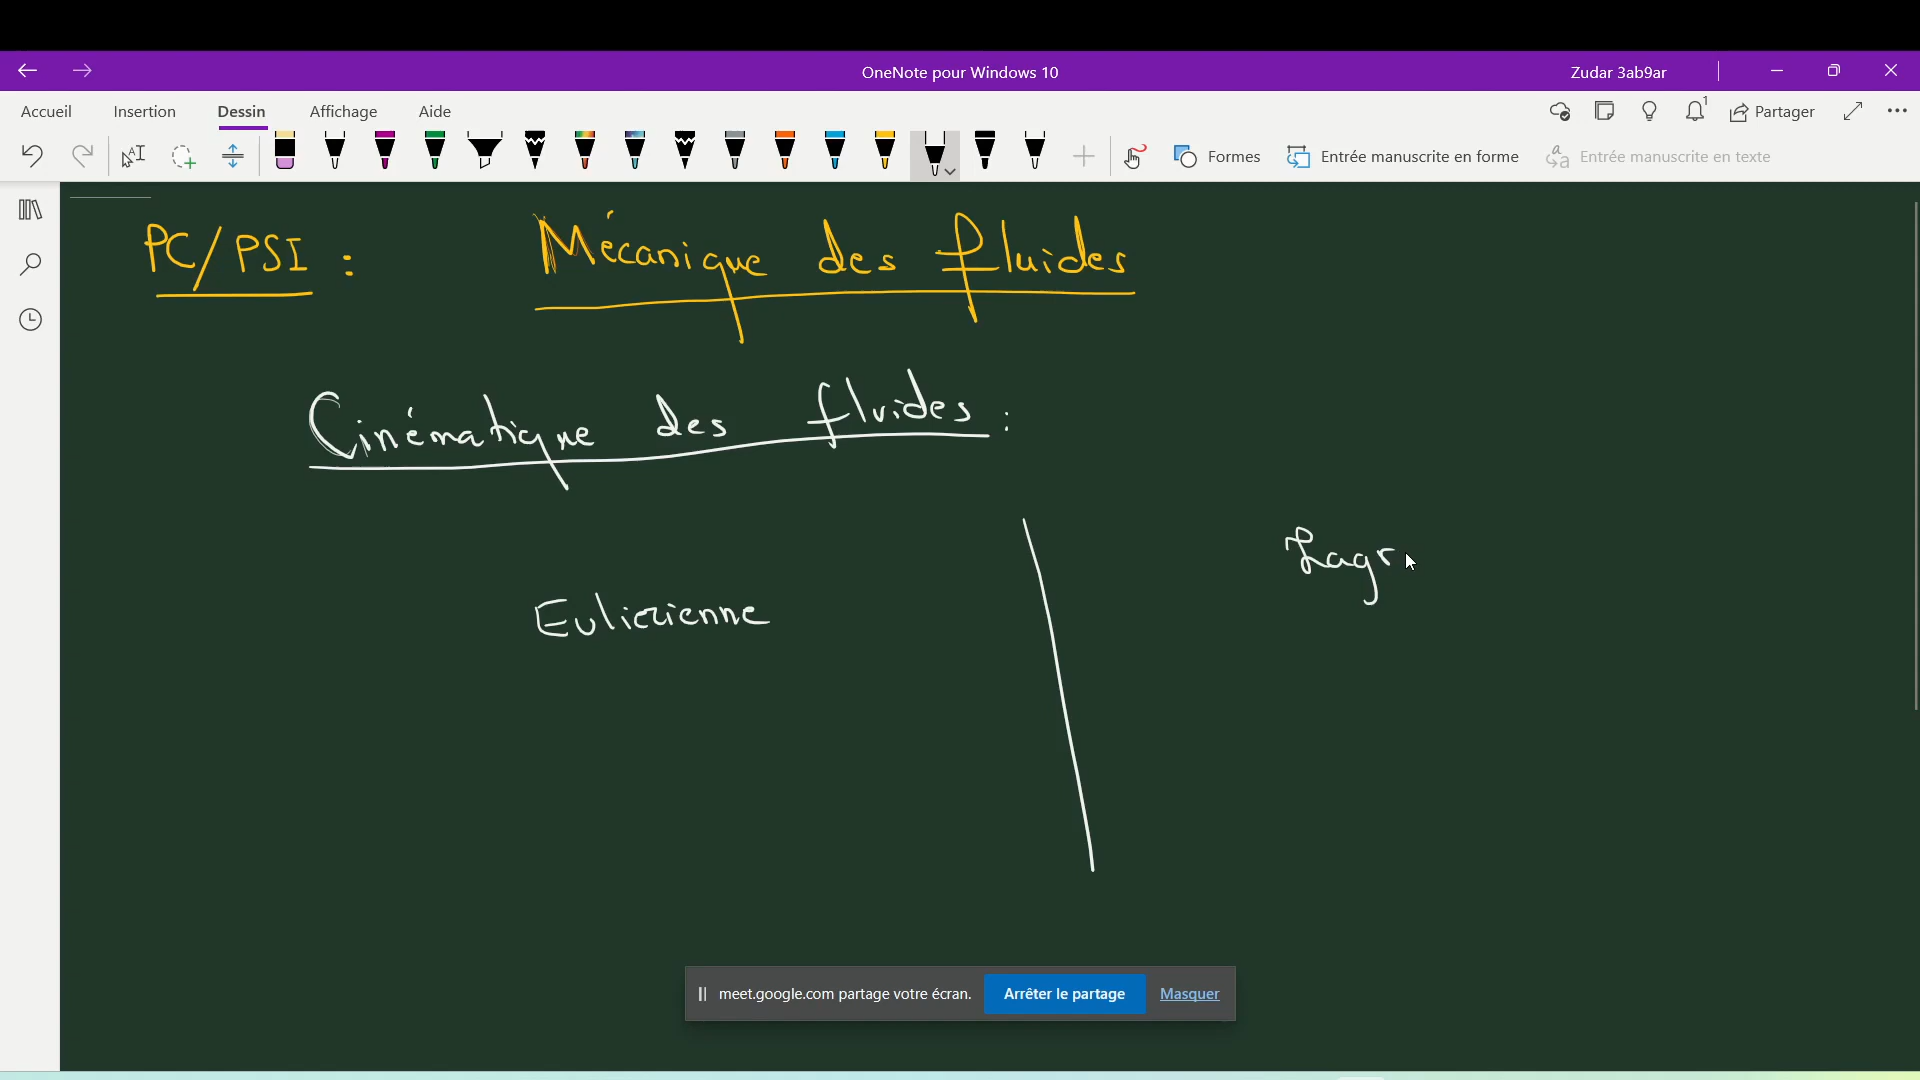 OneNote pour Windows 10
Zudar 3ab9ar
Accueil Insertion Dessin Affichage Aide
1
Partager
Formes Entrée manuscrite en forme Entrée manuscrite en texte
PC/PSI : Mécanique des fluides
Cinématique des fluides :
Lagr
Eulierienne
meet.google.com partage votre écran. Arrêter le partage Masquer